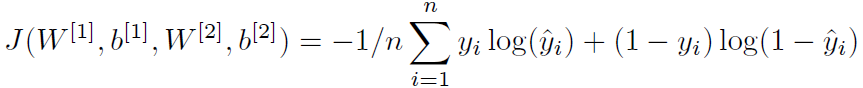 J(W^{[1]}, b^{[1]}, W^{[2]}, b^{[2]}) = -1/n \sum_{i=1}^{n} y_i \log(\hat{y}_i) + (1 - y_i) \log(1 - \hat{y}_i)